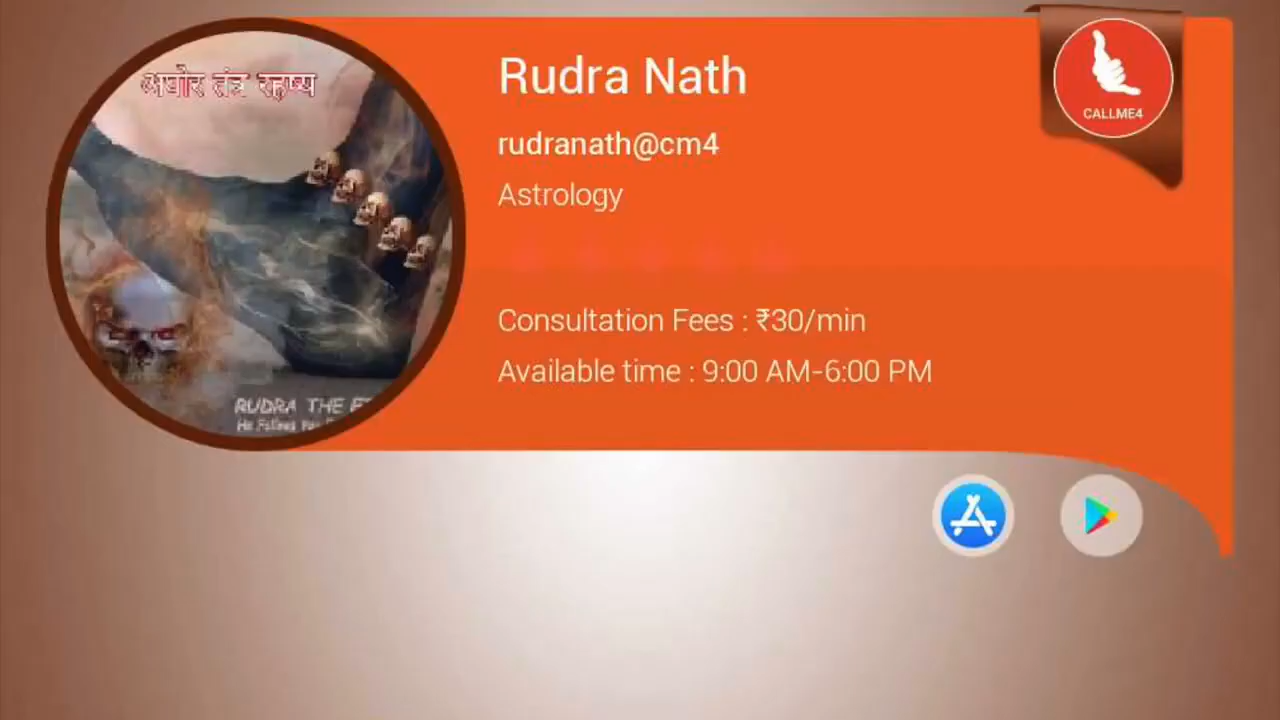 अघोर तंत्र रहष्य
RUDRA THE
Rudra Nath
rudranath@cm4
Astrology
Consultation Fees : ₹30/min
Available time : 9:00 AM-6:00 PM
CALLME4